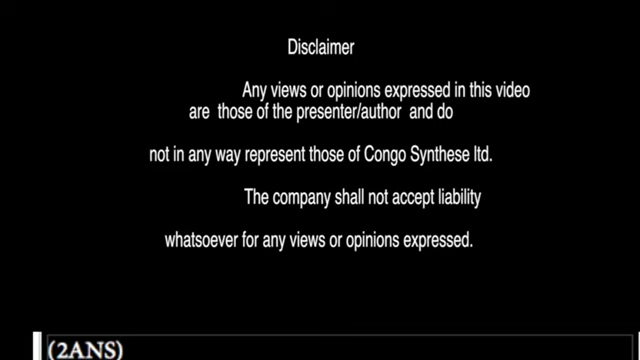 Disclaimer
Any views or opinions expressed in this video
are those of the presenter/author and do
not in any way represent those of Congo Synthese ltd.
The company shall not accept liability
whatsoever for any views or opinions expressed.
(2ANS)